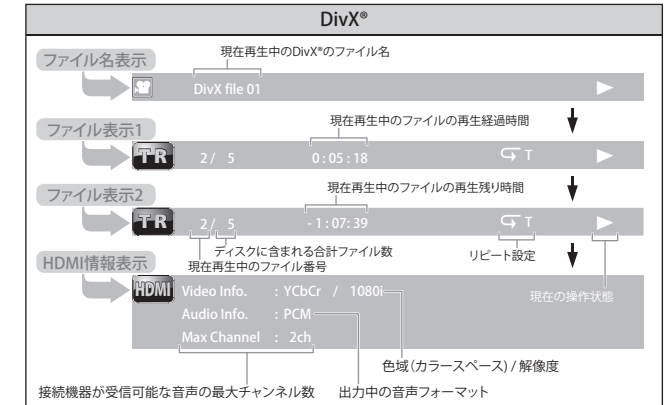 DivX®
ファイル名表示
現在再生中のDivX®のファイル名
DivX file 01
ファイル表示1
現在再生中のファイルの再生経過時間
TR 2/ 5 0:05:18 T
ファイル表示2
現在再生中のファイルの再生残り時間
TR 2/ 5 - 1:07:39 T
ディスクに含まれる合計ファイル数
現在再生中のファイル番号
リピート設定
HDMI情報表示
HDMI Video Info. : YCbCr / 1080i
現在の操作状態
Audio Info. : PCM
Max Channel : 2ch
色域(カラースペース) / 解像度
接続機器が受信可能な音声の最大チャンネル数
出力中の音声フォーマット